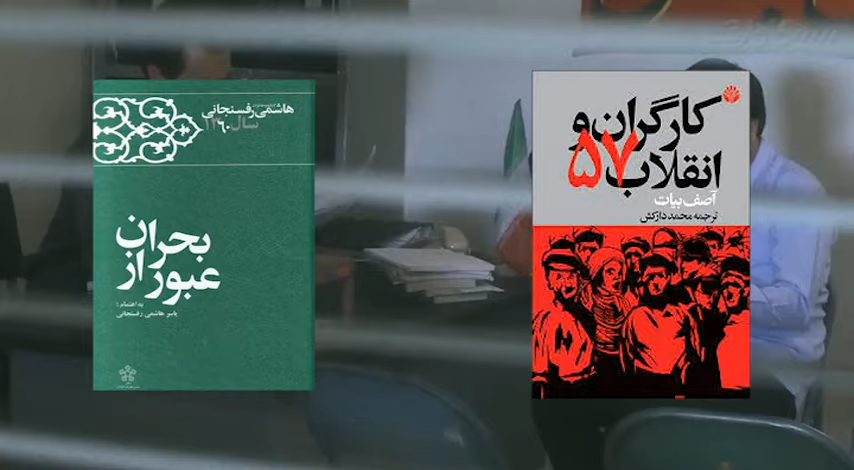 هاشمی رفسنجانی
سال ۱۳۶۰
عبور از
بحران
به اهتمام:
یاسر هاشمی رفسنجانی
کارگران و
انقلاب ۵۷
آصف بیات
ترجمه محمد دارکش